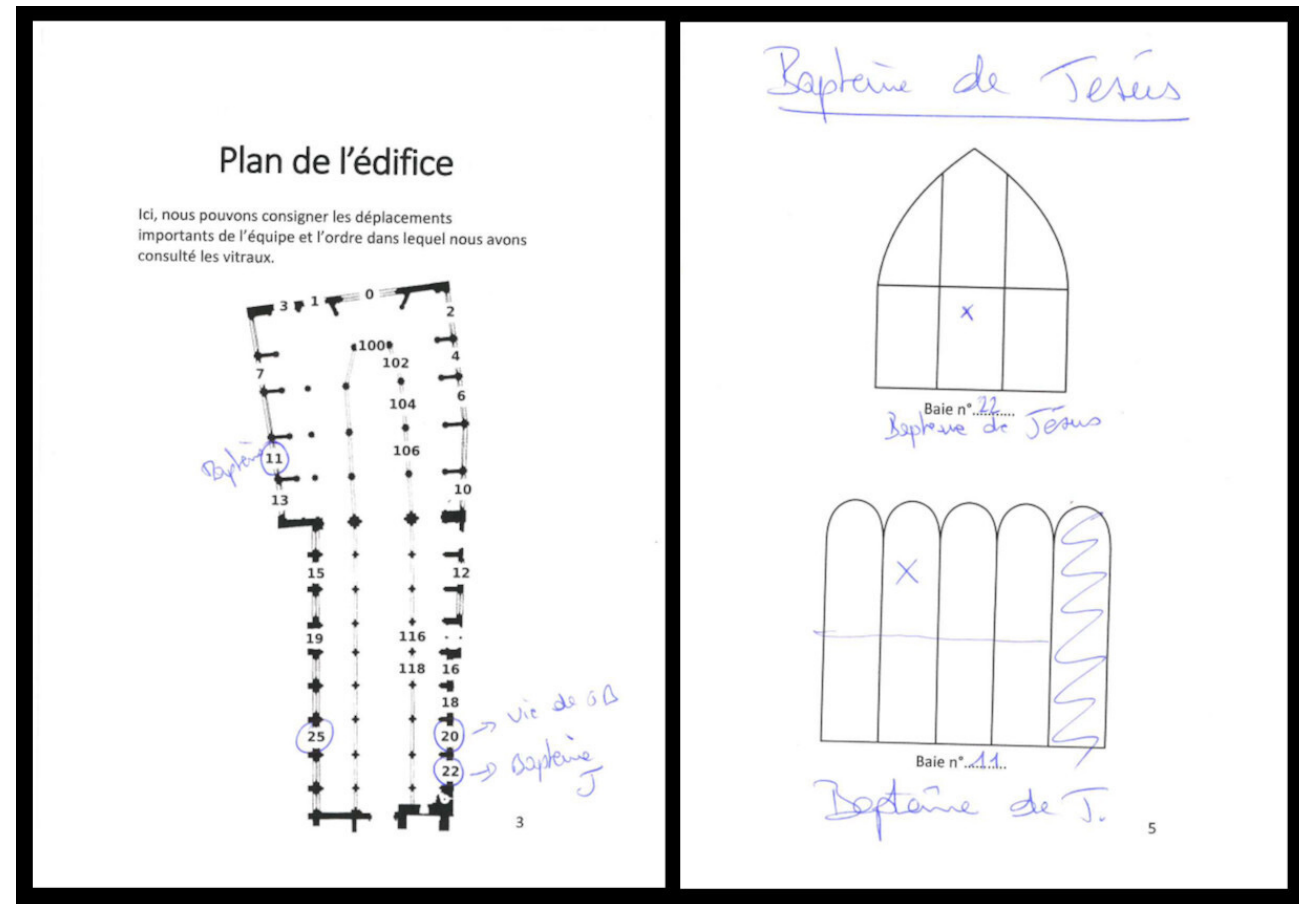 Plan de l'édifice
Ici, nous pouvons consigner les déplacements
importants de l'équipe et l'ordre dans lequel nous avons
consulté les vitraux.
3 1 0
2
100
102
4
7
104
6
106
Baptême 11
10
13
15
12
19
116
118 16
18
25
20 → Vie de JB
22 → Baptême
J
3
Baptême de Jesus
X
Baie n° 22
Baptême de Jésus
X
Baie n° 11
Baptême de J.
5